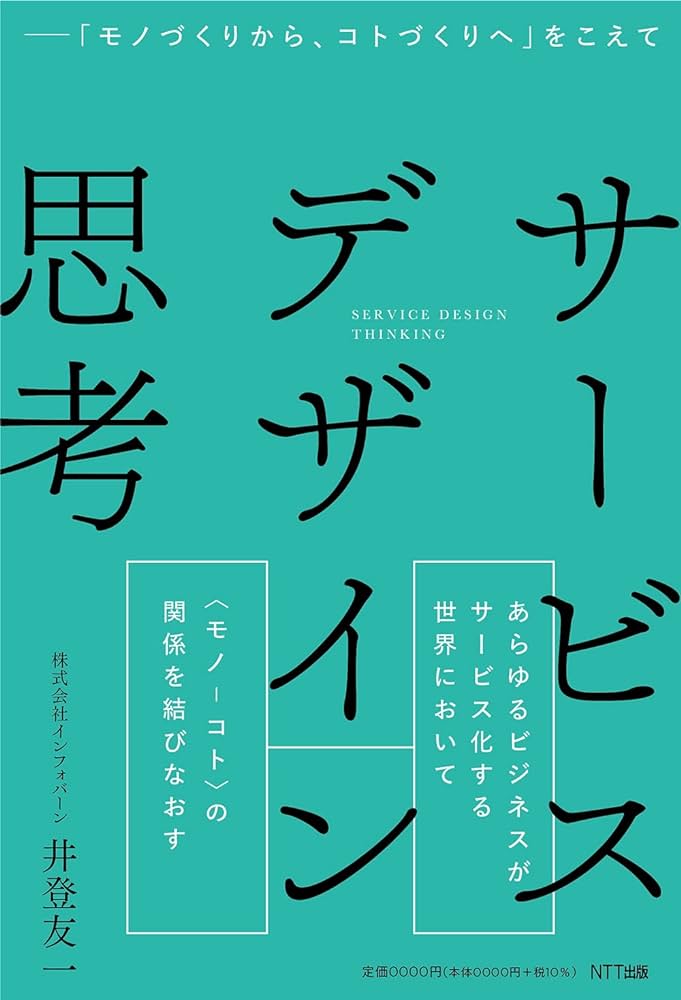 ──「モノづくりから、コトづくりへ」をこえて
サービス
デザイン
思考
SERVICE DESIGN
THINKING
あらゆるビジネスが
サービス化する
世界において
〈モノ−コト〉の
関係を結びなおす
株式会社インフォバーン 井登友一
定価0000円(本体0000円+税10%) NTT出版